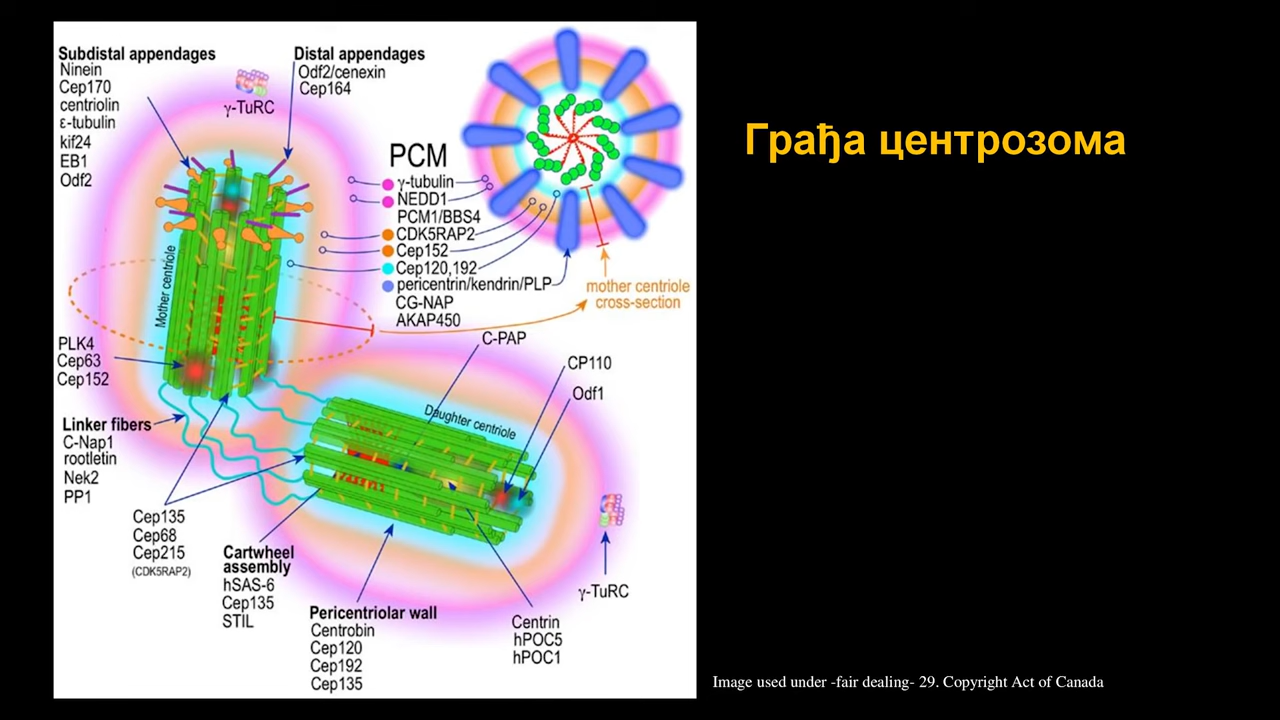 Грађа центрозома
Subdistal appendages
Ninein
Cep170
centriolin
ε-tubulin
kif24
EB1
Odf2
Distal appendages
Odf2/cenexin
Cep164
γ-TuRC
PCM
γ-tubulin
NEDD1
PCM1/BBS4
CDK5RAP2
Cep152
Cep120,192
pericentrin/kendrin/PLP
CG-NAP
AKAP450
mother centriole
cross-section
Mother centriole
PLK4
Cep63
Cep152
Linker fibers
C-Nap1
rootletin
Nek2
PP1
C-PAP
CP110
Odf1
Daughter centriole
Cep135
Cep68
Cep215
(CDK5RAP2)
Cartwheel
assembly
hSAS-6
Cep135
STIL
Pericentriolar wall
Centrobin
Cep120
Cep192
Cep135
Centrin
hPOC5
hPOC1
γ-TuRC
Image used under -fair dealing- 29. Copyright Act of Canada